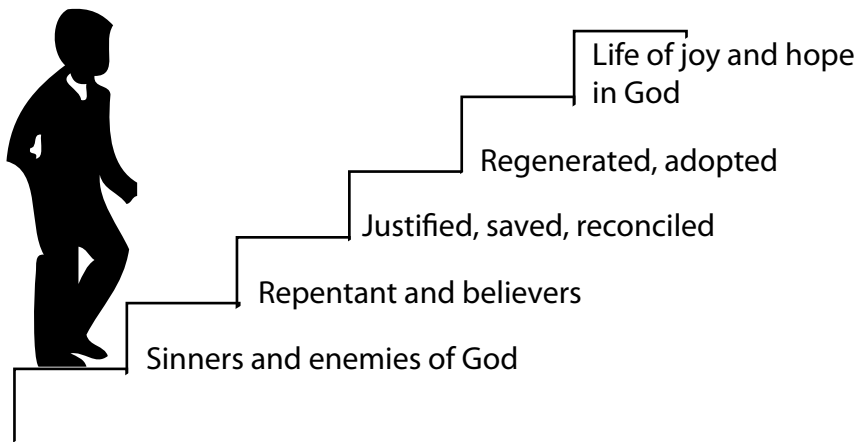 Life of joy and hope
in God
Regenerated, adopted
Justified, saved, reconciled
Repentant and believers
Sinners and enemies of God